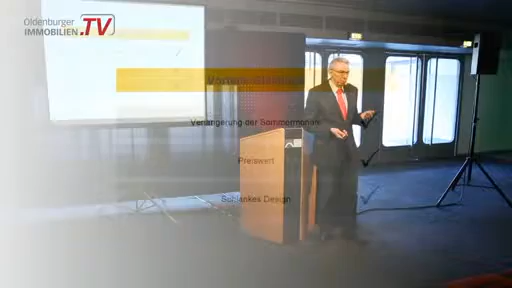 Oldenburger
IMMOBILIEN.TV
Verlängerung der Sommermonate
Preiswert
Schlankes Design